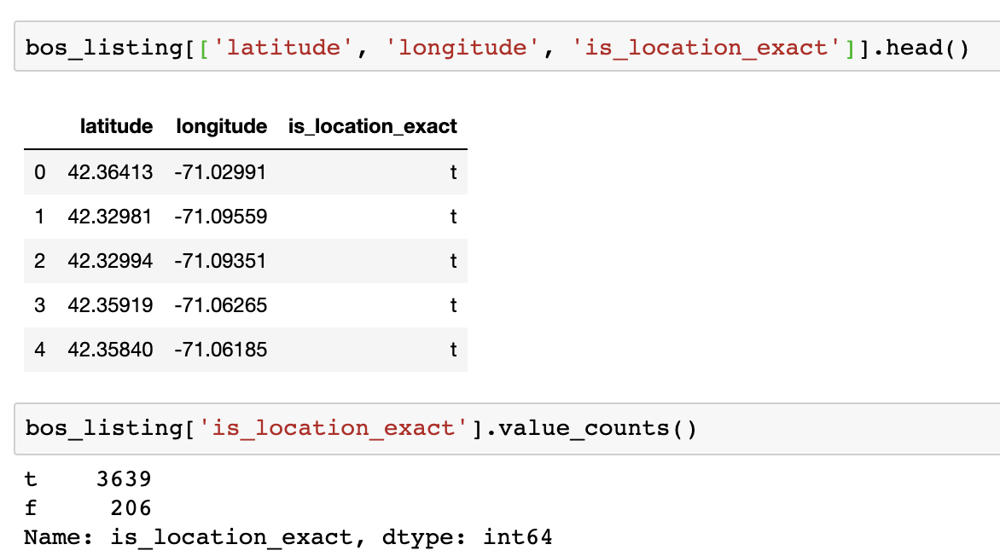 bos_listing[['latitude', 'longitude', 'is_location_exact']].head()
latitude longitude is_location_exact
0 42.36413 -71.02991 t
1 42.32981 -71.09559 t
2 42.32994 -71.09351 t
3 42.35919 -71.06265 t
4 42.35840 -71.06185 t
bos_listing['is_location_exact'].value_counts()
t 3639
f 206
Name: is_location_exact, dtype: int64